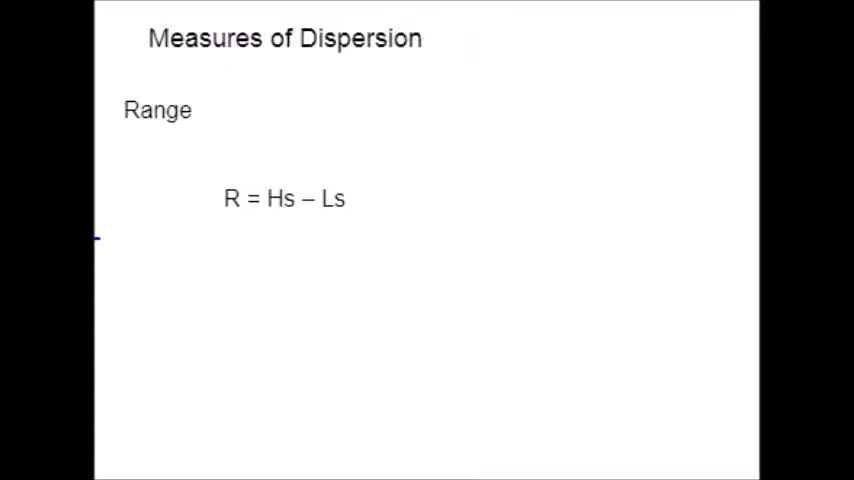 Measures of Dispersion
Range
R = Hs – Ls